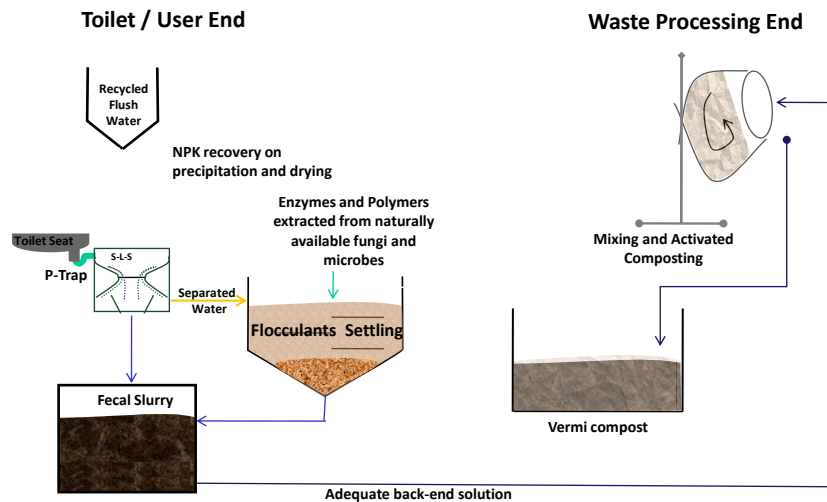 Toilet / User End
Waste Processing End
Recycled
Flush
Water
NPK recovery on
precipitation and drying
Enzymes and Polymers
extracted from naturally
available fungi and
microbes
Toilet Seat
P-Trap
S-L-S
Separated
Water
Flocculants Settling
Fecal Slurry
Mixing and Activated
Composting
Vermi compost
Adequate back-end solution